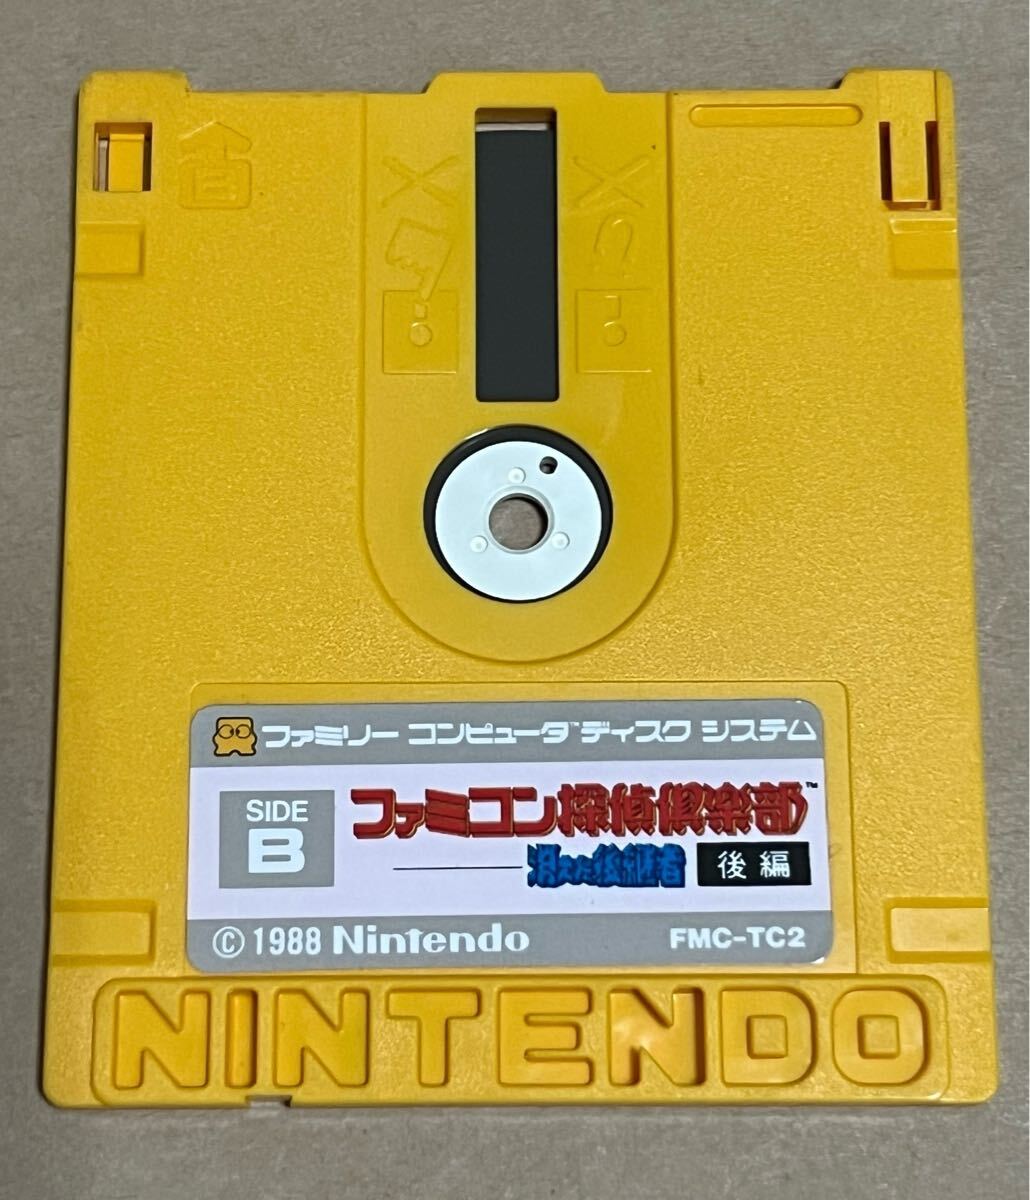 ファミリー コンピュータ™ ディスク システム
SIDE
B
ファミコン探偵倶楽部™
消えた後継者 後編
© 1988 Nintendo FMC-TC2
NINTENDO